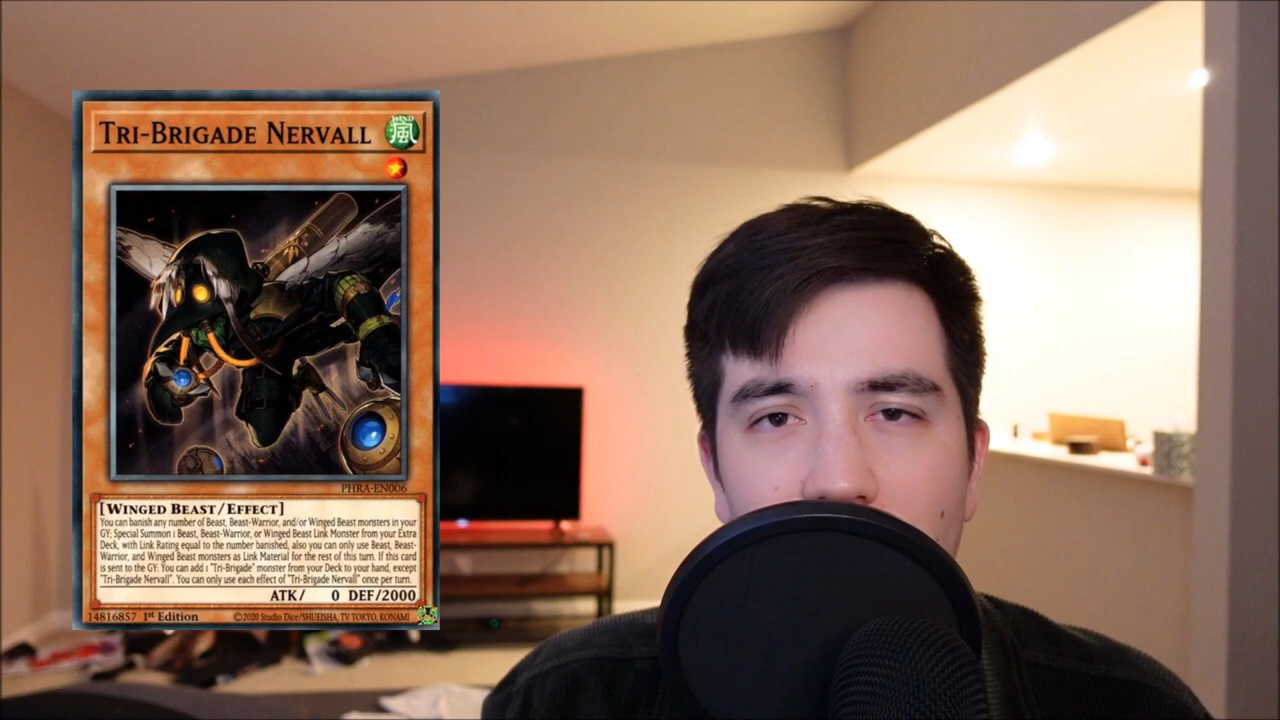 TRI-BRIGADE NERVALL
WIND
風
PHRA-EN006
[WINGED BEAST/EFFECT]
You can banish any number of Beast, Beast-Warrior, and/or Winged Beast monsters in your
GY; Special Summon 1 Beast, Beast-Warrior, or Winged Beast Link Monster from your Extra
Deck, with Link Rating equal to the number banished, also you can only use Beast, Beast-
Warrior, and Winged Beast monsters as Link Material for the rest of this turn. If this card
is sent to the GY: You can add 1 "Tri-Brigade" monster from your Deck to your hand, except
"Tri-Brigade Nervall". You can only use each effect of "Tri-Brigade Nervall" once per turn.
ATK/ 0 DEF/2000
14816857 1st Edition ©2020 Studio Dice/SHUEISHA, TV TOKYO, KONAMI